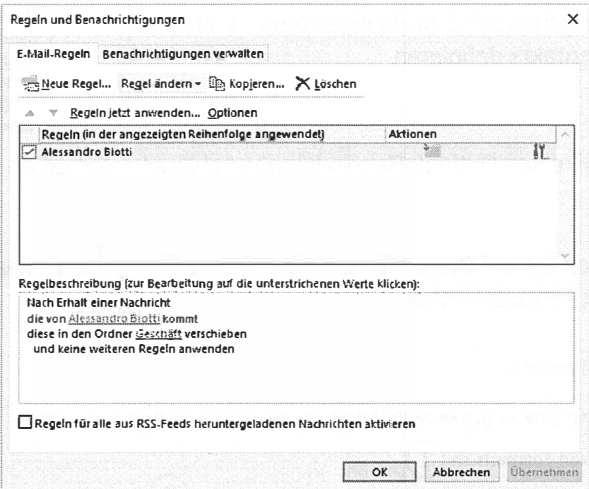 Regeln und Benachrichtigungen
E-Mail-Regeln Benachrichtigungen verwalten
Neue Regel... Regel ändern Kopieren... Löschen
Regeln jetzt anwenden... Optionen
Regeln (in der angezeigten Reihenfolge angewendet) Aktionen
Alessandro Biotti
Regelbeschreibung (zur Bearbeitung auf die unterstrichenen Werte klicken):
Nach Erhalt einer Nachricht
die von Alessandro Biotti kommt
diese in den Ordner Geschäft verschieben
und keine weiteren Regeln anwenden
Regeln für alle aus RSS-Feeds heruntergeladenen Nachrichten aktivieren
OK Abbrechen Übernehmen